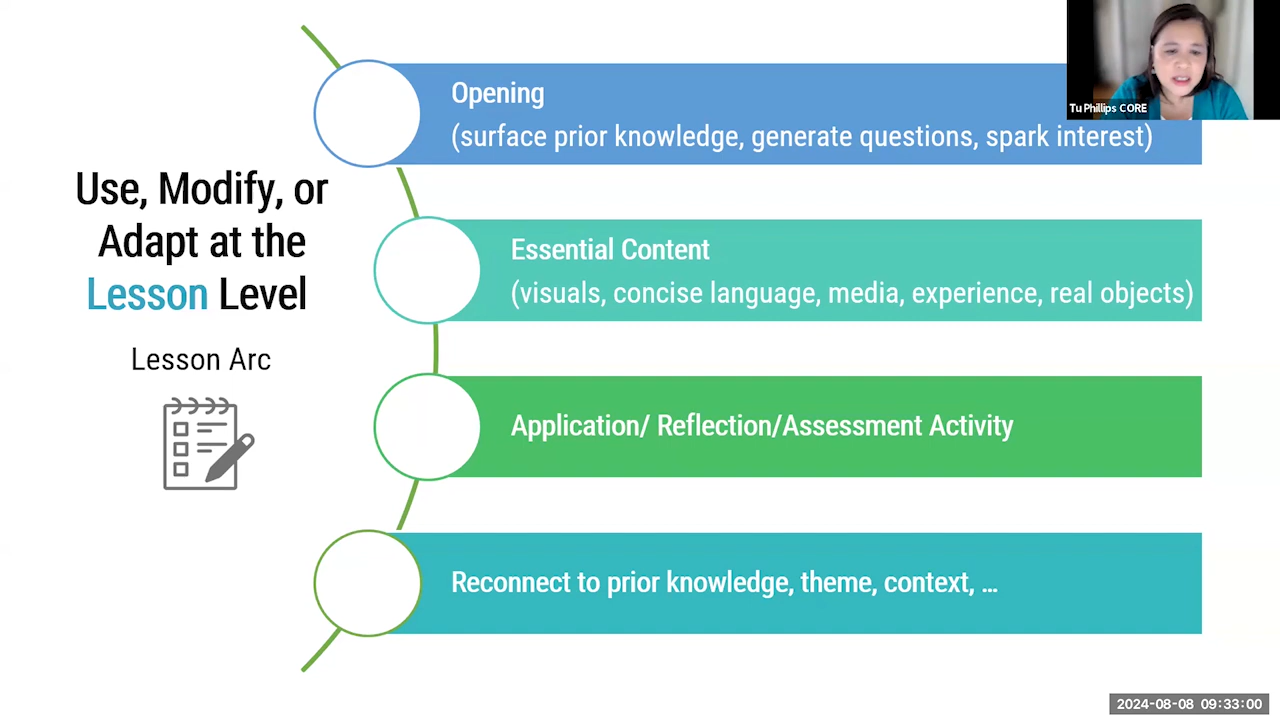 Use, Modify, or
Adapt at the
Lesson Level
Lesson Arc
Opening
(surface prior knowledge, generate questions, spark interest)
Essential Content
(visuals, concise language, media, experience, real objects)
Application/ Reflection/Assessment Activity
Reconnect to prior knowledge, theme, context, ...
Tu Phillips CORE
2024-08-08 09:33:00